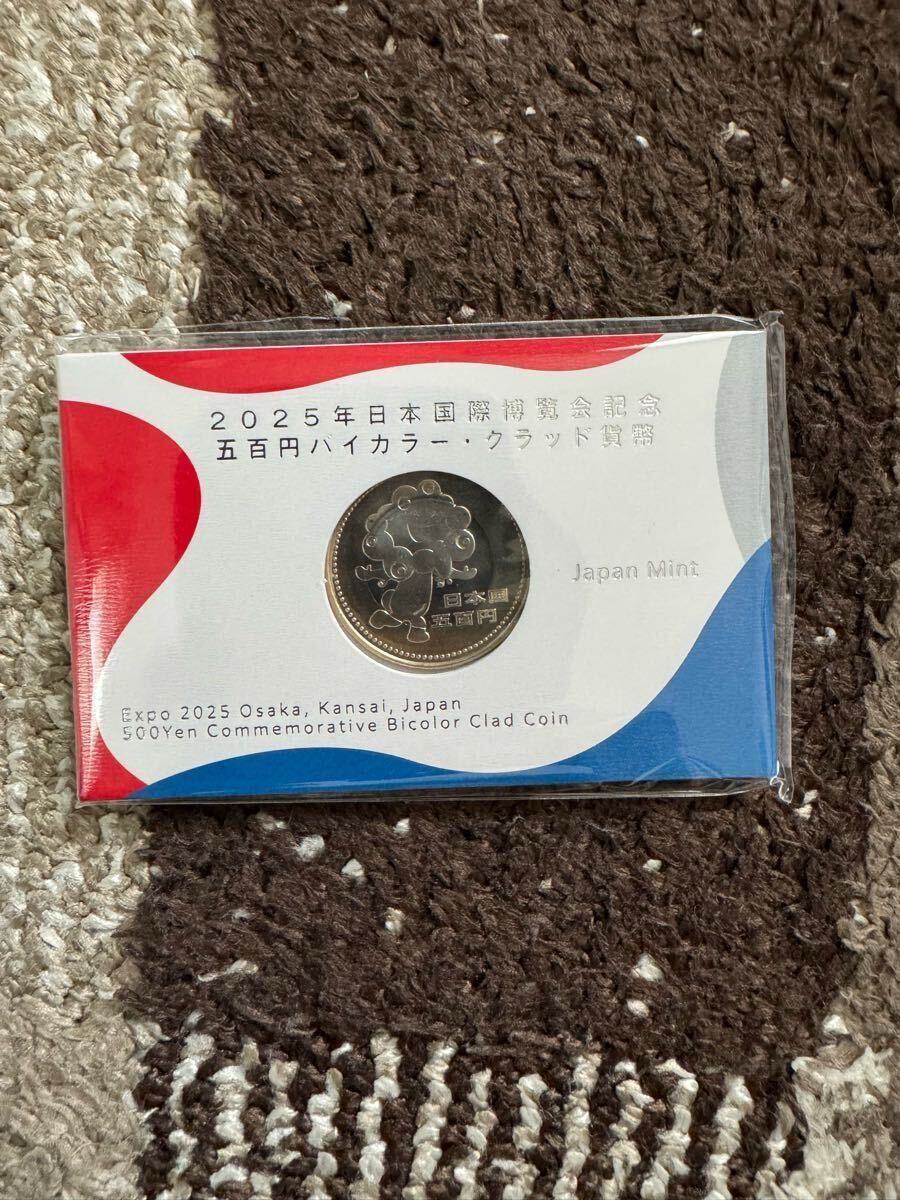 2025年日本国際博覧会記念
五百円バイカラー・クラッド貨幣
日本国
五百円
Japan Mint
Expo 2025 Osaka, Kansai, Japan
500Yen Commemorative Bicolor Clad Coin